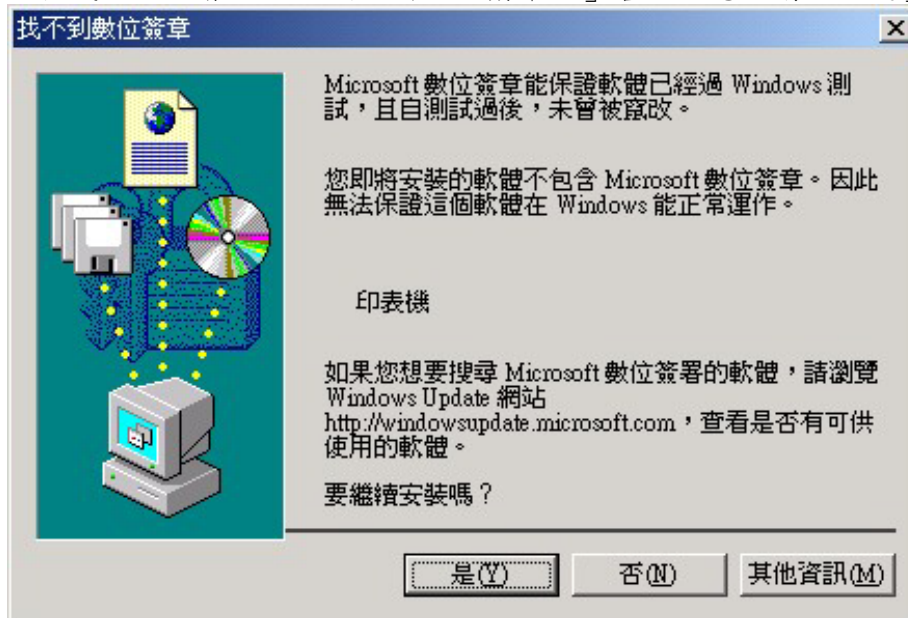 找不到數位簽章
Microsoft 數位簽章能保證軟體已經過 Windows 測
試，且自測試過後，未曾被竄改。
您即將安裝的軟體不包含 Microsoft 數位簽章。因此
無法保證這個軟體在 Windows 能正常運作。
印表機
如果您想要搜尋 Microsoft 數位簽署的軟體，請瀏覽
Windows Update 網站
http://windowsupdate.microsoft.com，查看是否有可供
使用的軟體。
要繼續安裝嗎？
是(Y) 否(N) 其他資訊(M)